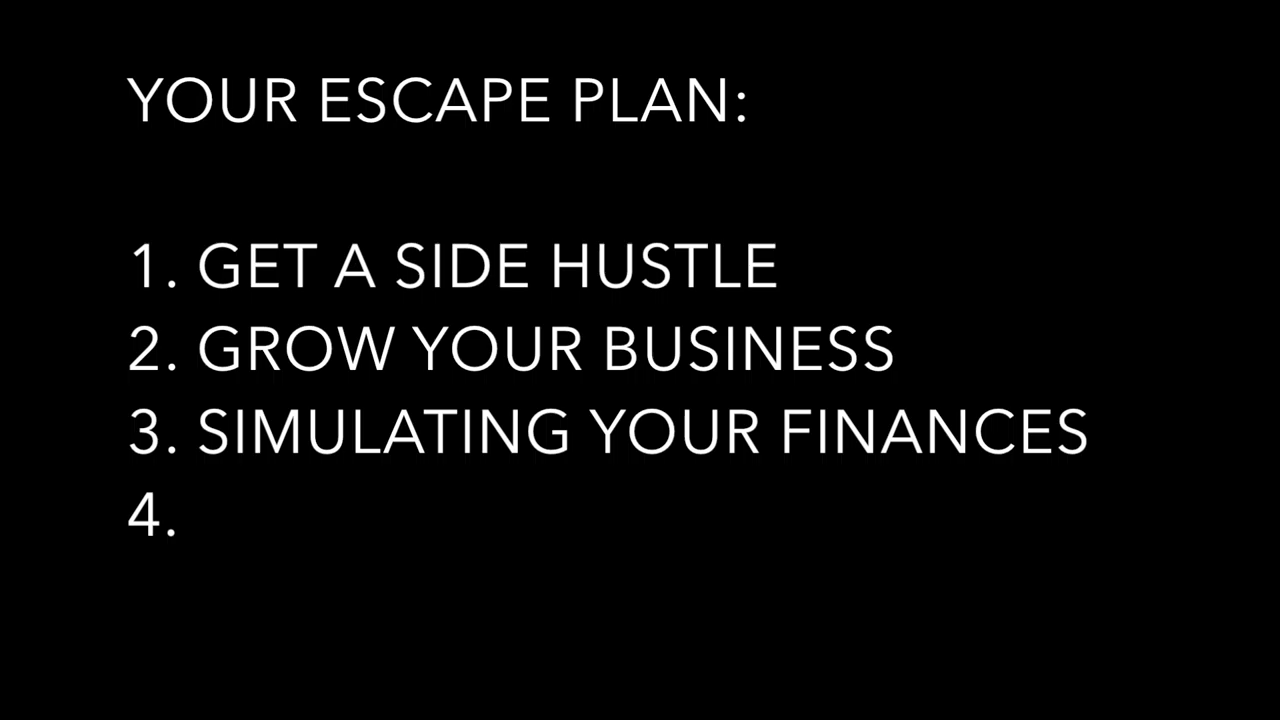 YOUR ESCAPE PLAN:
1. GET A SIDE HUSTLE
2. GROW YOUR BUSINESS
3. SIMULATING YOUR FINANCES
4.